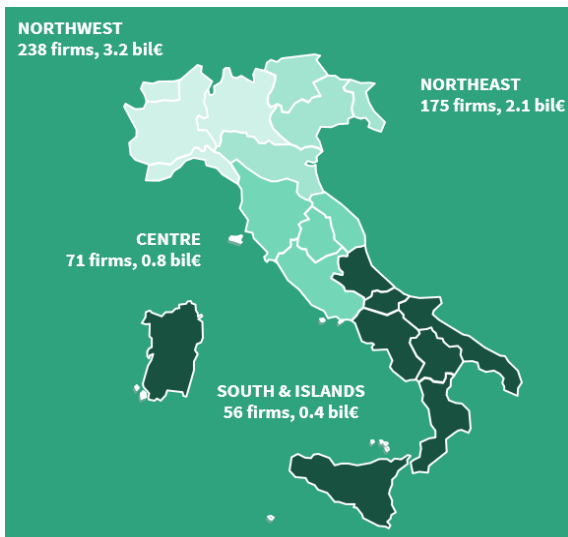 NORTHWEST
238 firms, 3.2 bil€
NORTHEAST
175 firms, 2.1 bil€
CENTRE
71 firms, 0.8 bil€
SOUTH & ISLANDS
56 firms, 0.4 bil€